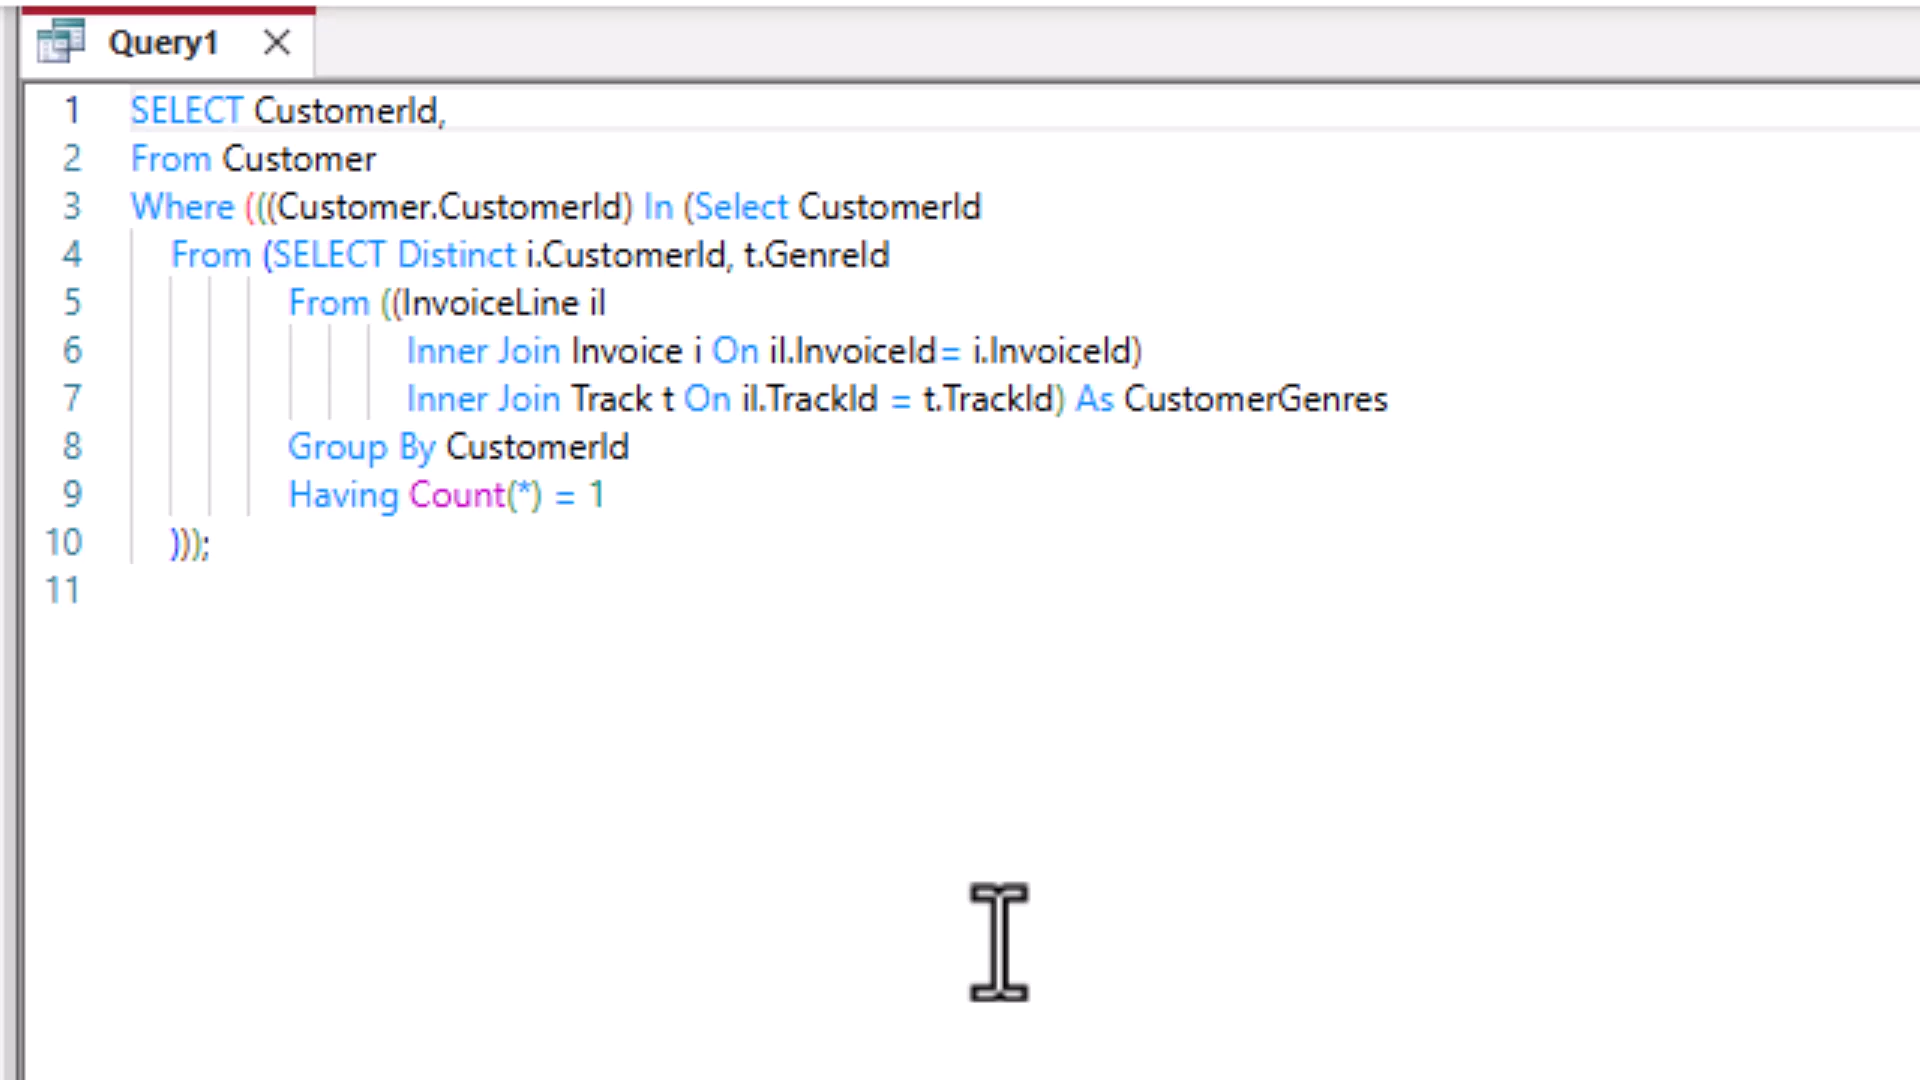 Query1
1 SELECT CustomerId,
2 From Customer
3 Where (((Customer.CustomerId) In (Select CustomerId
4 From (SELECT Distinct i.CustomerId, t.GenreId
5 From ((InvoiceLine il
6 Inner Join Invoice i On il.InvoiceId= i.InvoiceId)
7 Inner Join Track t On il.TrackId = t.TrackId) As CustomerGenres
8 Group By CustomerId
9 Having Count(*) = 1
10 )));
11